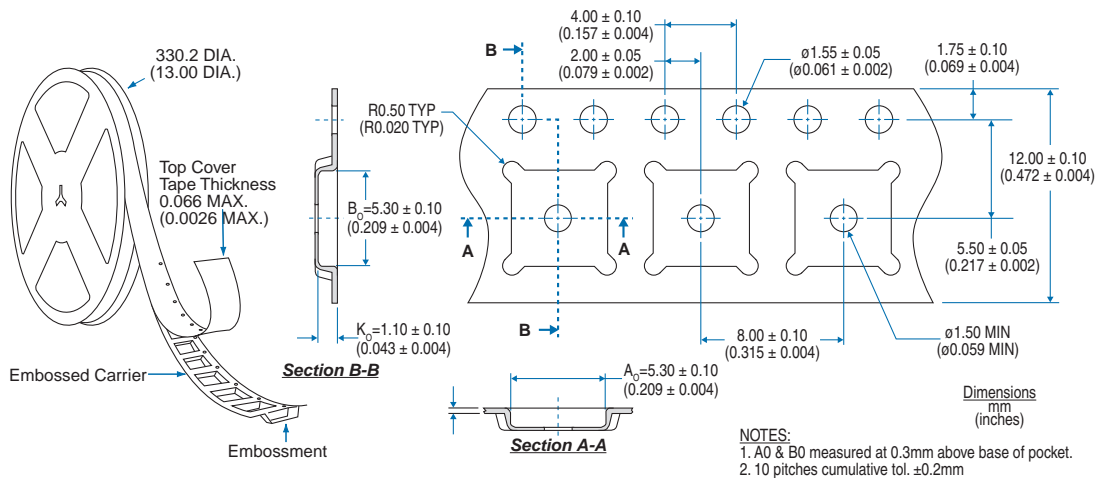 330.2 DIA.
(13.00 DIA.)
Top Cover
Tape Thickness
0.066 MAX.
(0.0026 MAX.)
Embossed Carrier
Embossment
B₀=5.30 ± 0.10
(0.209 ± 0.004)
K₀=1.10 ± 0.10
(0.043 ± 0.004)
Section B-B
B
4.00 ± 0.10
(0.157 ± 0.004)
2.00 ± 0.05
(0.079 ± 0.002)
ø1.55 ± 0.05
(ø0.061 ± 0.002)
1.75 ± 0.10
(0.069 ± 0.004)
R0.50 TYP
(R0.020 TYP)
12.00 ± 0.10
(0.472 ± 0.004)
A
A
5.50 ± 0.05
(0.217 ± 0.002)
B
8.00 ± 0.10
(0.315 ± 0.004)
ø1.50 MIN
(ø0.059 MIN)
A₀=5.30 ± 0.10
(0.209 ± 0.004)
Section A-A
Dimensions
mm
(inches)
NOTES:
1. A0 & B0 measured at 0.3mm above base of pocket.
2. 10 pitches cumulative tol. ±0.2mm